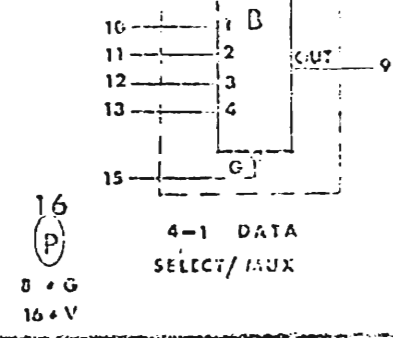 10 1 B
11 2 OUT 9
12 3
13 4
15 G
16
P
4-1 DATA
SELECT/MUX
8 • G
16 • V